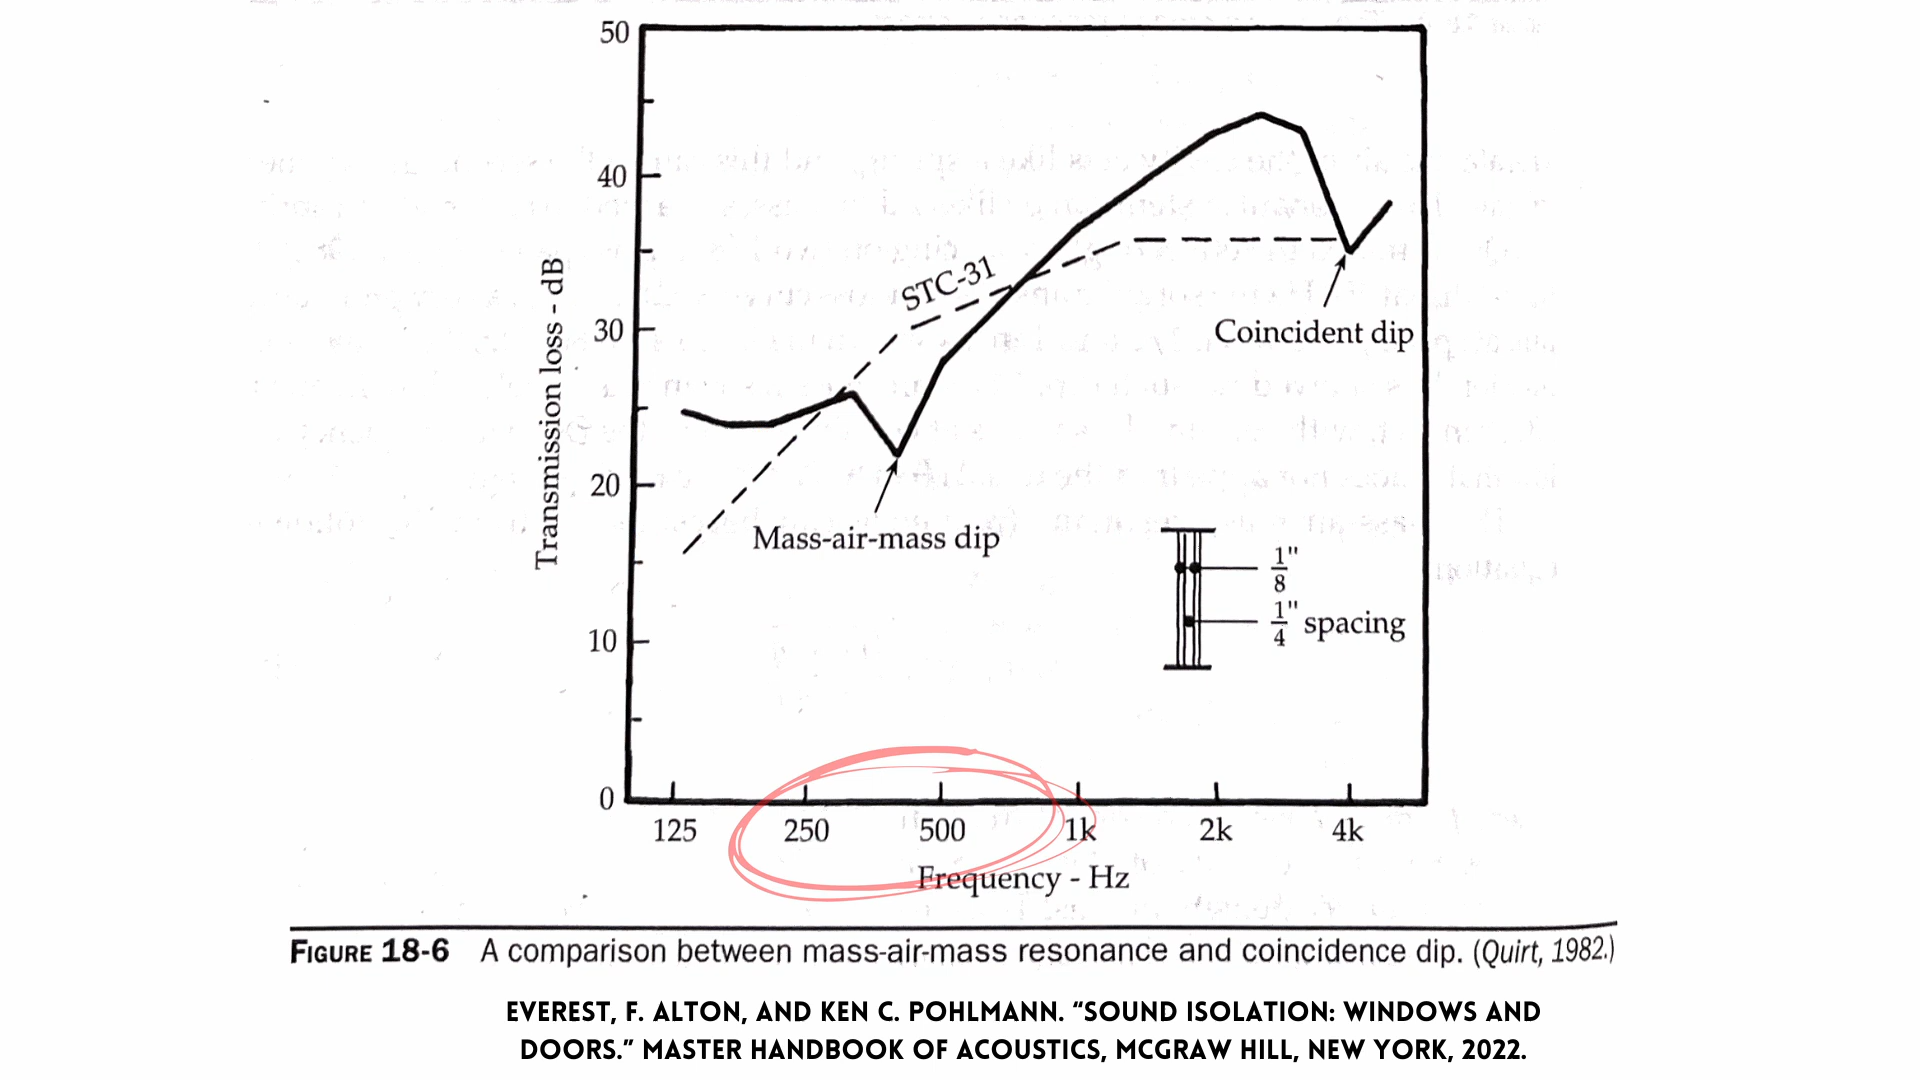 50
40
30
20
10
0
Transmission loss - dB
STC-31
Coincident dip
Mass-air-mass dip
1"
8
1"
4
spacing
125 250 500 1k 2k 4k
Frequency - Hz
FIGURE 18-6 A comparison between mass-air-mass resonance and coincidence dip. (Quirt, 1982.)
EVEREST, F. ALTON, AND KEN C. POHLMANN. “SOUND ISOLATION: WINDOWS AND
DOORS.” MASTER HANDBOOK OF ACOUSTICS, MCGRAW HILL, NEW YORK, 2022.